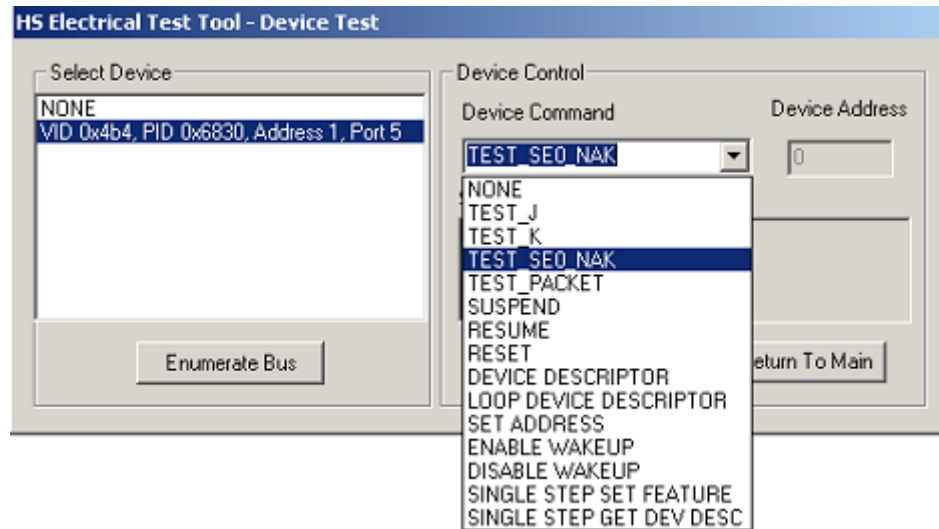 HS Electrical Test Tool - Device Test
Select Device
NONE
VID 0x4b4, PID 0x6830, Address 1, Port 5
Enumerate Bus
Device Control
Device Command
Device Address
TEST_SE0_NAK
0
NONE
TEST_J
TEST_K
TEST_SE0_NAK
TEST_PACKET
SUSPEND
RESUME
RESET
DEVICE DESCRIPTOR
LOOP DEVICE DESCRIPTOR
SET ADDRESS
ENABLE WAKEUP
DISABLE WAKEUP
SINGLE STEP SET FEATURE
SINGLE STEP GET DEV DESC
eturn To Main